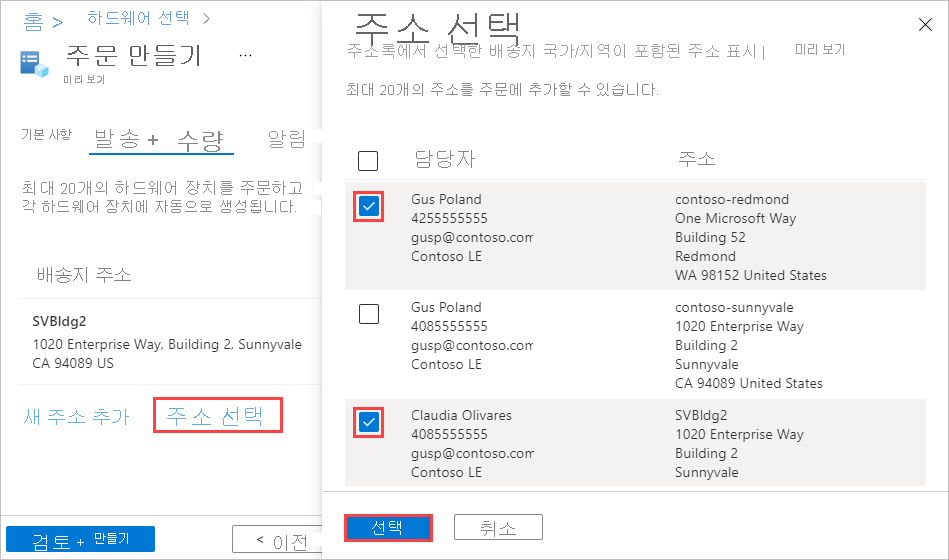 홈 >
하드웨어 선택 >
주문 만들기
...
미리 보기
기본 사항
발송 + 수량
알림
최대 20개의 하드웨어 장치를 주문하고
각 하드웨어 장치에 자동으로 생성됩니다.
배송지 주소
SVBldg2
1020 Enterprise Way, Building 2, Sunnyvale
CA 94089 US
새 주소 추가
주소 선택
검토 + 만들기
< 이전
주소 선택
주소록에서 선택한 배송지 국가/지역이 포함된 주소 표시 |
미리 보기
최대 20개의 주소를 주문에 추가할 수 있습니다.
담당자
주소
Gus Poland
4255555555
gusp@contoso.com
Contoso LE
contoso-redmond
One Microsoft Way
Building 52
Redmond
WA 98152 United States
Gus Poland
4085555555
gusp@contoso.com
Contoso LE
contoso-sunnyvale
1020 Enterprise Way
Building 2
Sunnyvale
CA 94089 United States
Claudia Olivares
4085555555
gusp@contoso.com
Contoso LE
SVBldg2
1020 Enterprise Way
Building 2
Sunnyvale
선택
취소